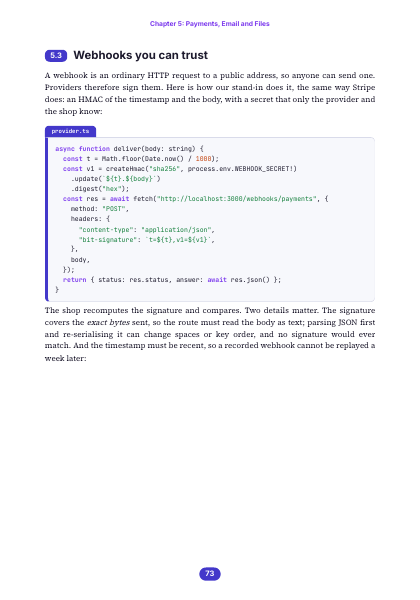 Chapter 5: Payments, Email and Files
5.3 Webhooks you can trust
A webhook is an ordinary HTTP request to a public address, so anyone can send one.
Providers therefore sign them. Here is how our stand-in does it, the same way Stripe
does: an HMAC of the timestamp and the body, with a secret that only the provider and
the shop know:
provider.ts
async function deliver(body: string) {
  const t = Math.floor(Date.now() / 1000);
  const v1 = createHmac("sha256", process.env.WEBHOOK_SECRET!)
    .update(`${t}.${body}`)
    .digest("hex");
  const res = await fetch("http://localhost:3000/webhooks/payments", {
    method: "POST",
    headers: {
      "content-type": "application/json",
      "bit-signature": `t=${t},v1=${v1}`,
    },
    body,
  });
  return { status: res.status, answer: await res.json() };
}
The shop recomputes the signature and compares. Two details matter. The signature
covers the exact bytes sent, so the route must read the body as text; parsing JSON first
and re-serialising it can change spaces or key order, and no signature would ever
match. And the timestamp must be recent, so a recorded webhook cannot be replayed a
week later:
73